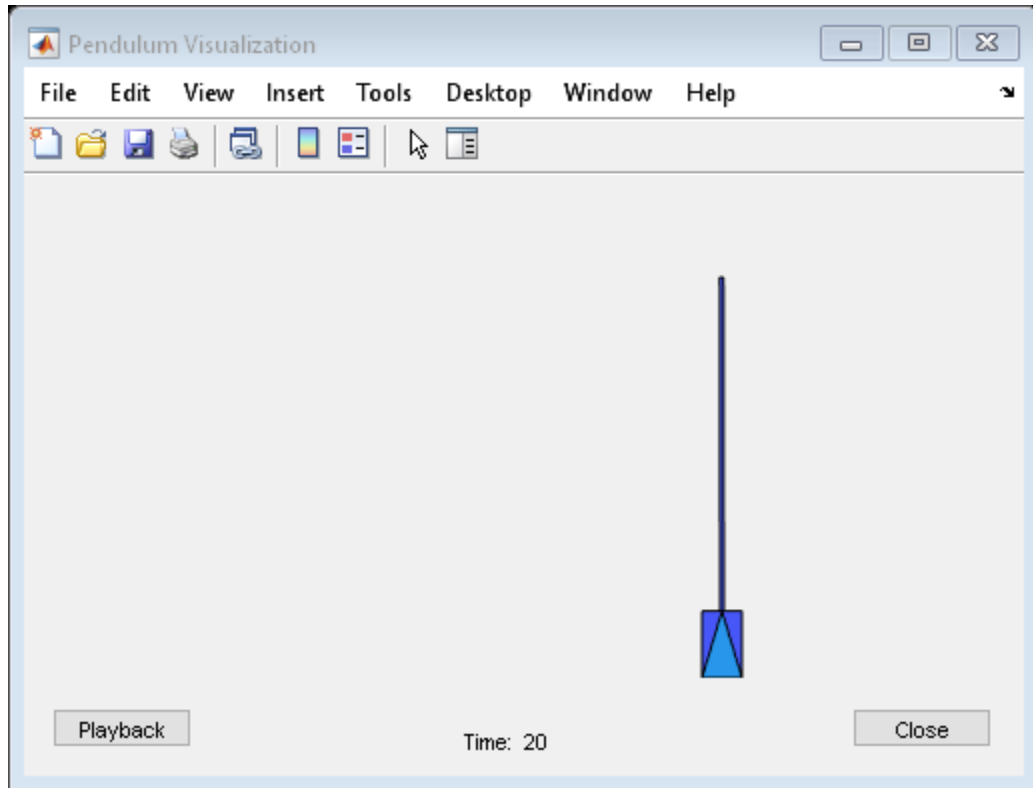 Pendulum Visualization
File Edit View Insert Tools Desktop Window Help
Playback
Time: 20
Close